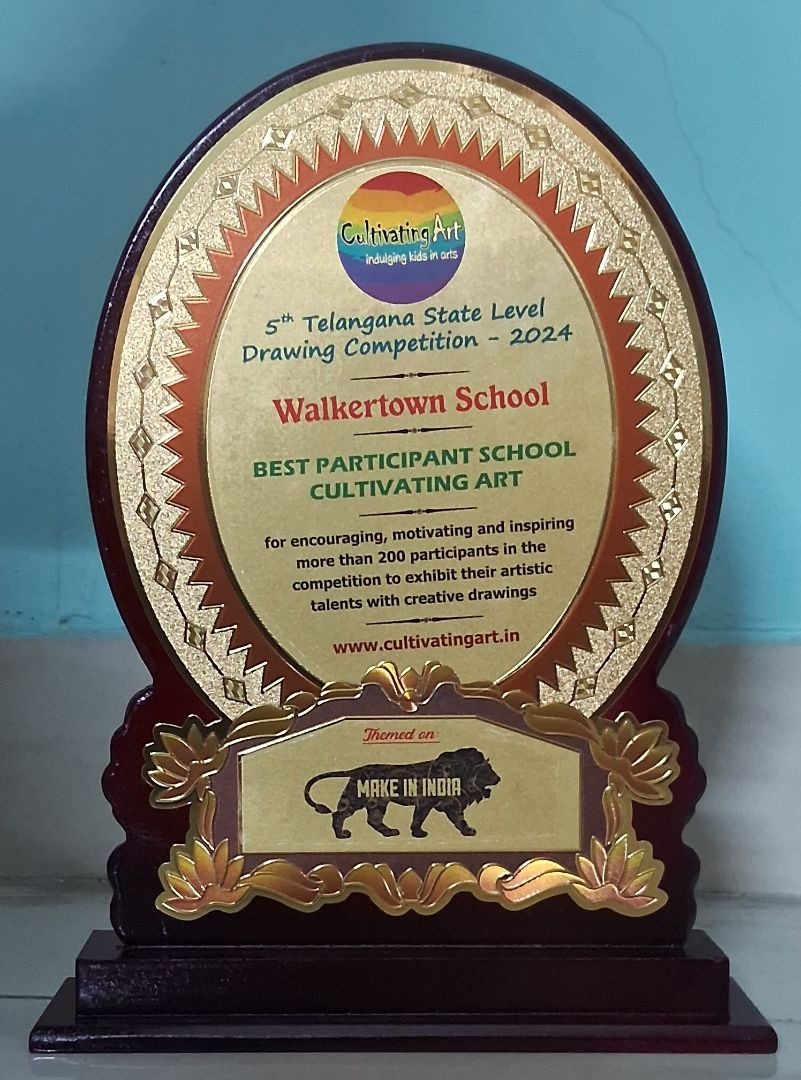 Cultivating Art
indulging kids in arts
5th Telangana State Level
Drawing Competition - 2024
Walkertown School
BEST PARTICIPANT SCHOOL
CULTIVATING ART
for encouraging, motivating and inspiring
more than 200 participants in the
competition to exhibit their artistic
talents with creative drawings
www.cultivatingart.in
Themed on:
MAKE IN INDIA